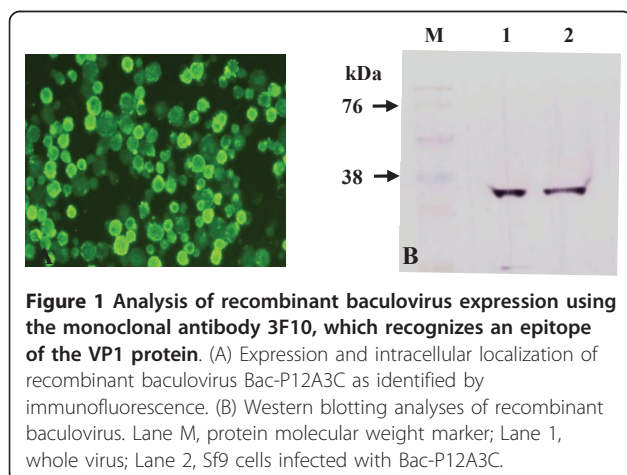 M 1 2
kDa
76
38
A
B
Figure 1 Analysis of recombinant baculovirus expression using
the monoclonal antibody 3F10, which recognizes an epitope
of the VP1 protein. (A) Expression and intracellular localization of
recombinant baculovirus Bac-P12A3C as identified by
immunofluorescence. (B) Western blotting analyses of recombinant
baculovirus. Lane M, protein molecular weight marker; Lane 1,
whole virus; Lane 2, Sf9 cells infected with Bac-P12A3C.